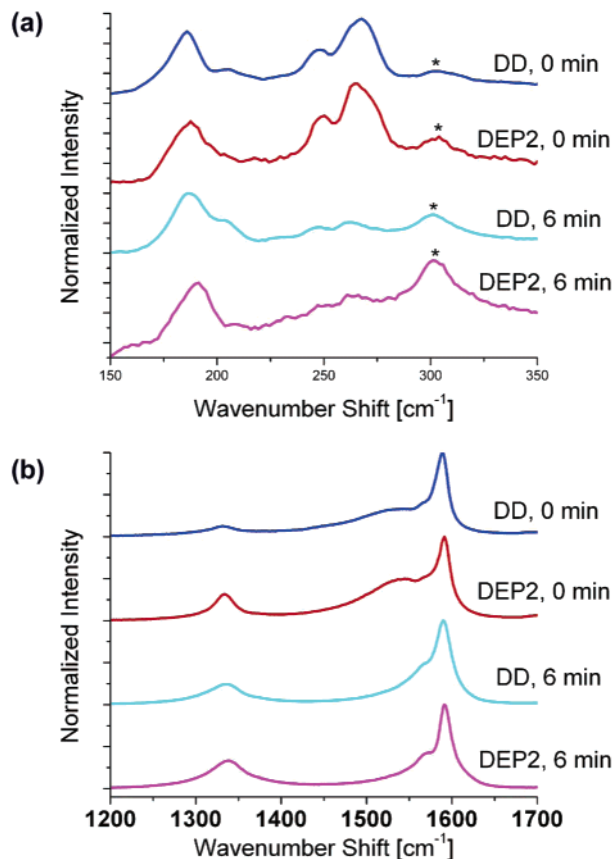 (a)
Normalized Intensity
*
DD, 0 min
*
DEP2, 0 min
*
DD, 6 min
*
DEP2, 6 min
150 200 250 300 350
Wavenumber Shift [cm⁻¹]
(b)
Normalized Intensity
DD, 0 min
DEP2, 0 min
DD, 6 min
DEP2, 6 min
1200 1300 1400 1500 1600 1700
Wavenumber Shift [cm⁻¹]